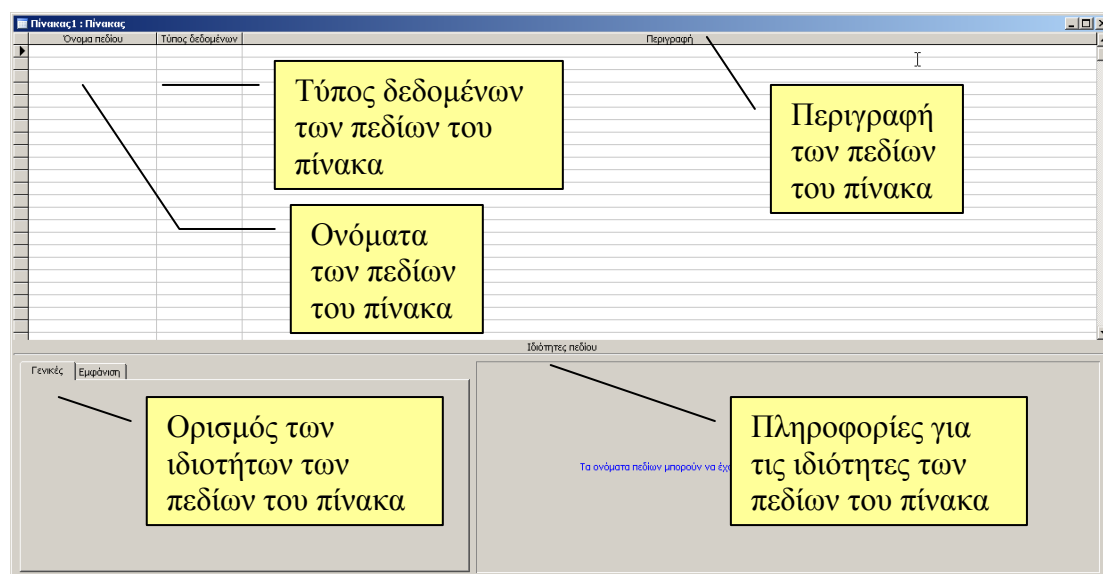 Πίνακας1 : Πίνακας
Όνομα πεδίου Τύπος δεδομένων Περιγραφή
Τύπος δεδομένων
των πεδίων του
πίνακα
Περιγραφή
των πεδίων
του πίνακα
Ονόματα
των πεδίων
του πίνακα
Ιδιότητες πεδίου
Γενικές Εμφάνιση
Ορισμός των
ιδιοτήτων των
πεδίων του πίνακα
Τα ονόματα πεδίων μπορούν να
Πληροφορίες για
τις ιδιότητες των
πεδίων του πίνακα